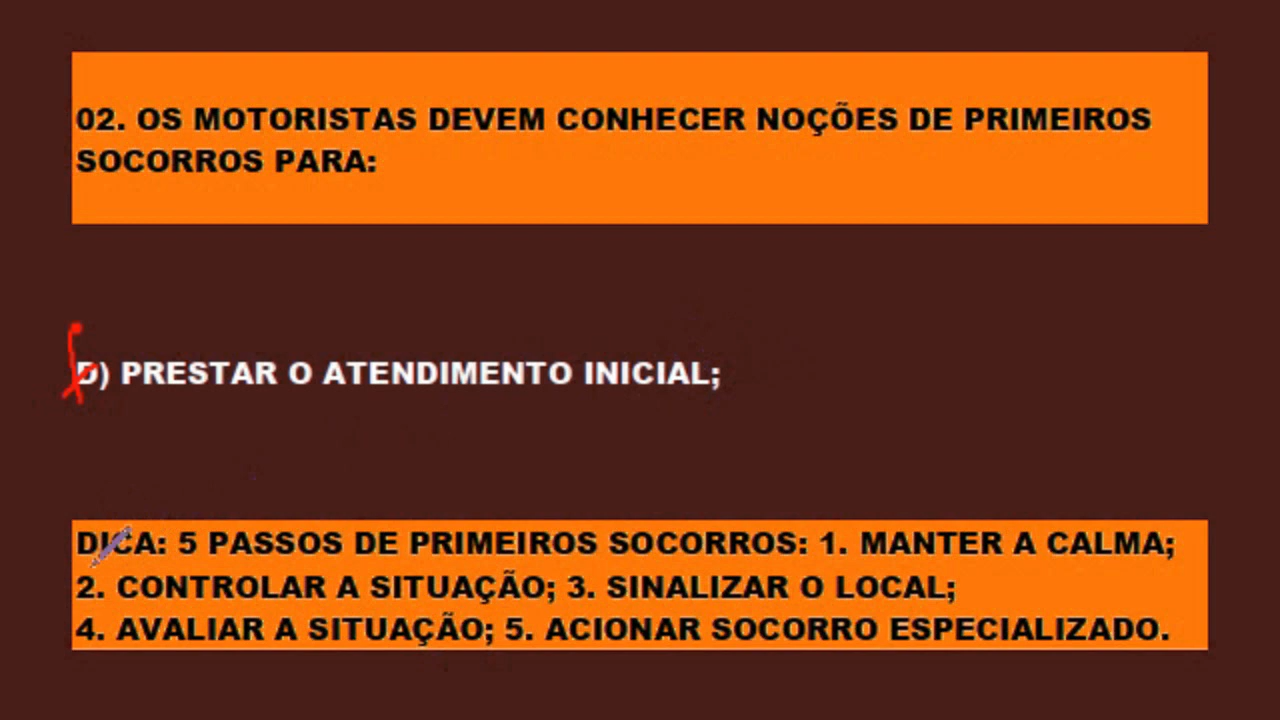 02. OS MOTORISTAS DEVEM CONHECER NOÇÕES DE PRIMEIROS
SOCORROS PARA:
D) PRESTAR O ATENDIMENTO INICIAL;
DICA: 5 PASSOS DE PRIMEIROS SOCORROS: 1. MANTER A CALMA;
2. CONTROLAR A SITUAÇÃO; 3. SINALIZAR O LOCAL;
4. AVALIAR A SITUAÇÃO; 5. ACIONAR SOCORRO ESPECIALIZADO.